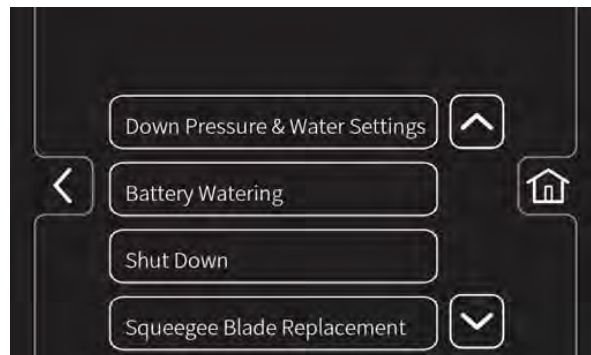 Down Pressure & Water Settings
Battery Watering
Shut Down
Squeegee Blade Replacement